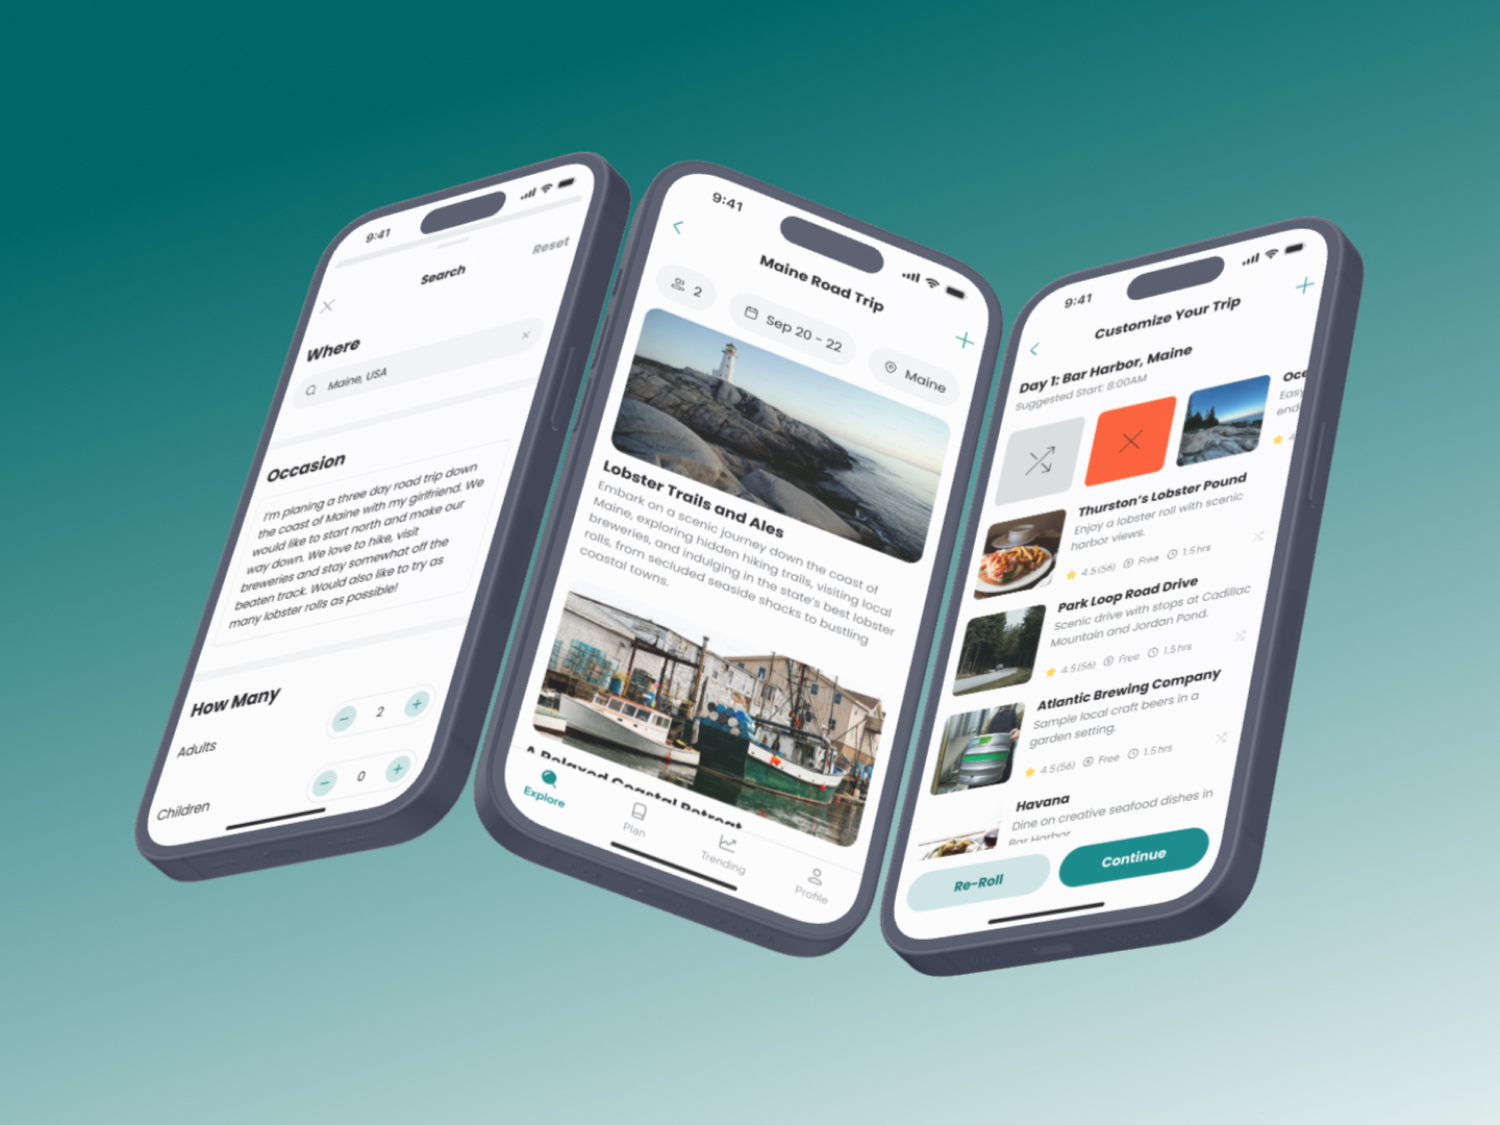 9:41
Reset
Search
Where
Maine, USA
Occasion
I'm planing a three day road trip down
the coast of Maine with my girlfriend. We
would like to start north and make our
way down. We love to hike, visit
breweries and stay somewhat off the
beaten track. Would also like to try as
many lobster rolls as possible!
How Many
Adults
2
Children
0
9:41
Maine Road Trip
2
Sep 20 - 22
Maine
Lobster Trails and Ales
Embark on a scenic journey down the coast of
Maine, exploring hidden hiking trails, visiting local
breweries, and indulging in the state's best lobster
rolls, from secluded seaside shacks to bustling
coastal towns.
A Relaxed Coastal Retreat
Explore
Plan
Trending
Profile
9:41
Customize Your Trip
Day 1: Bar Harbor, Maine
Suggested Start: 8:00AM
Easy
end
4
Thurston's Lobster Pound
Enjoy a lobster roll with scenic
harbor views.
4.5(56) Free 1.5 hrs
Park Loop Road Drive
Scenic drive with stops at Cadillac
Mountain and Jordan Pond.
4.5(56) Free 1.5 hrs
Atlantic Brewing Company
Sample local craft beers in a
garden setting.
4.5(56) Free 1.5 hrs
Havana
Dine on creative seafood dishes in
Bar Harbor
Re-Roll
Continue